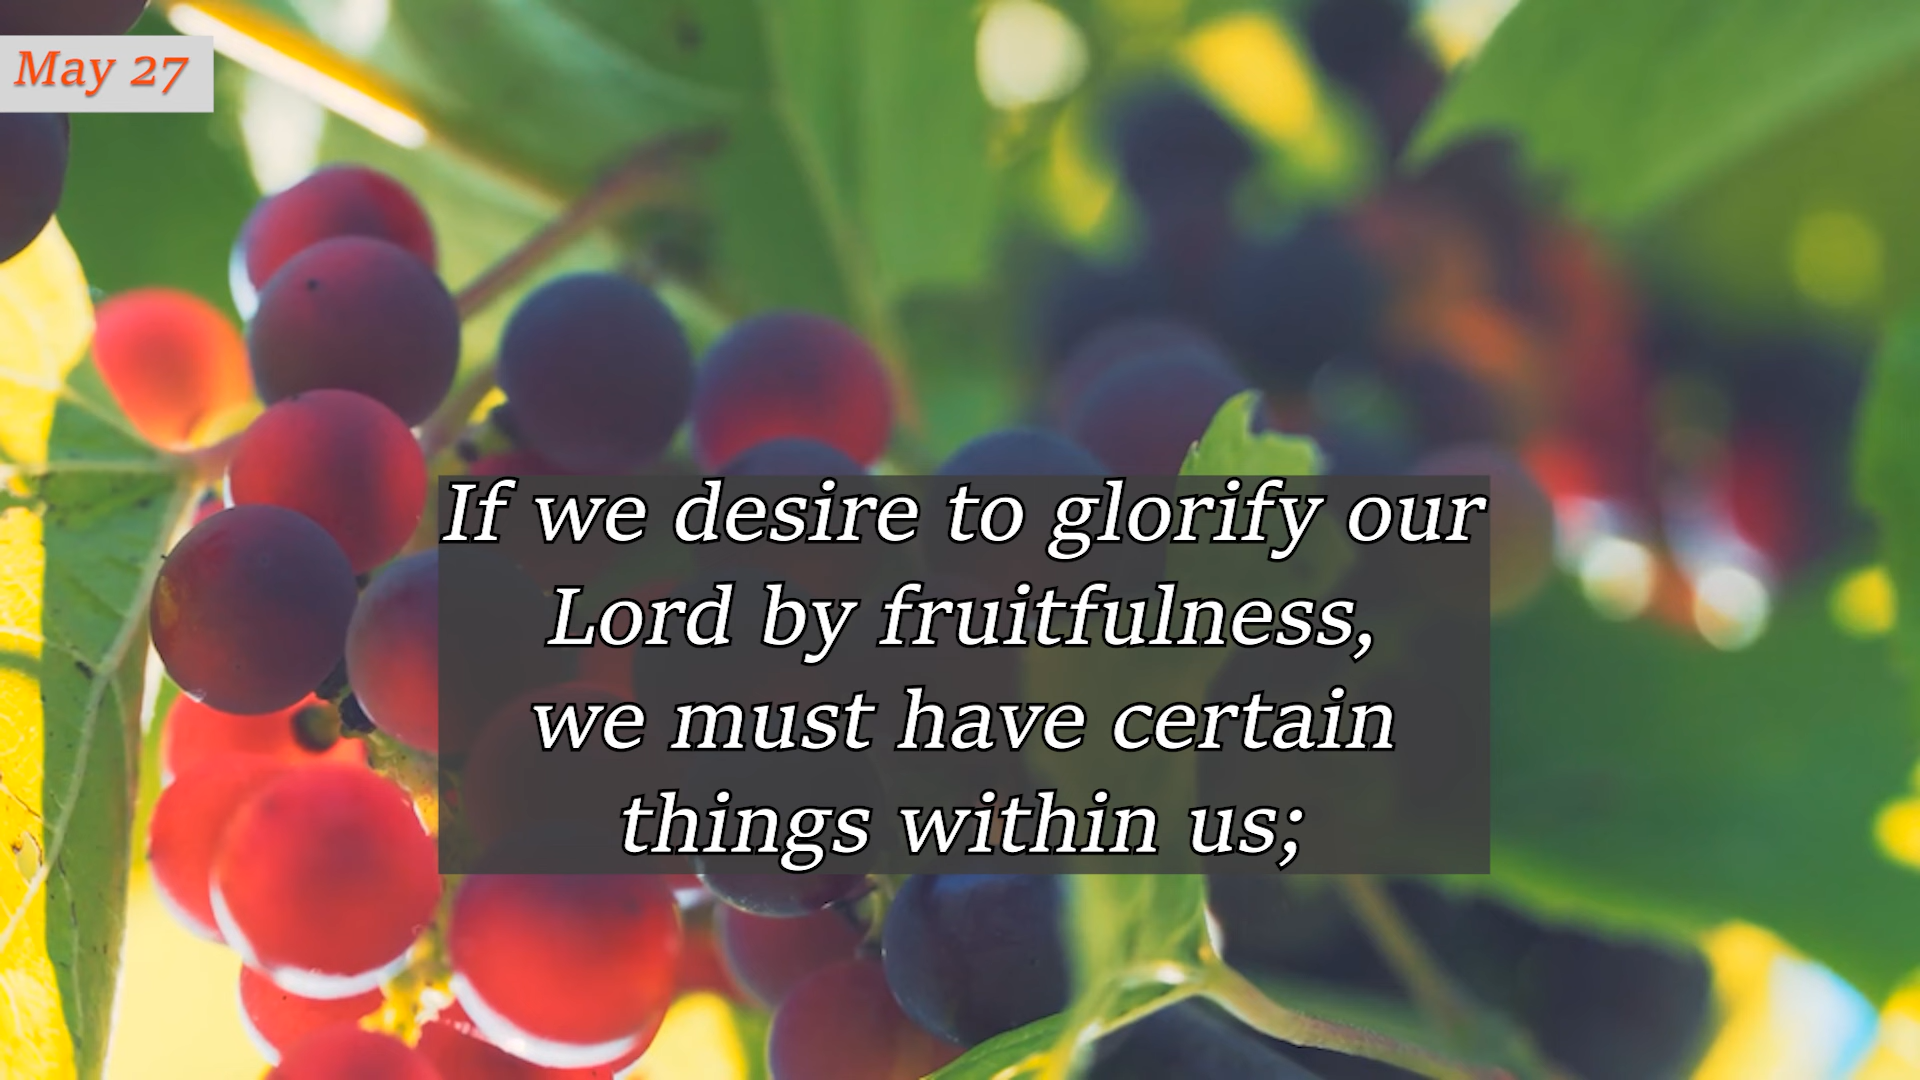 May 27
If we desire to glorify our
Lord by fruitfulness,
we must have certain
things within us;